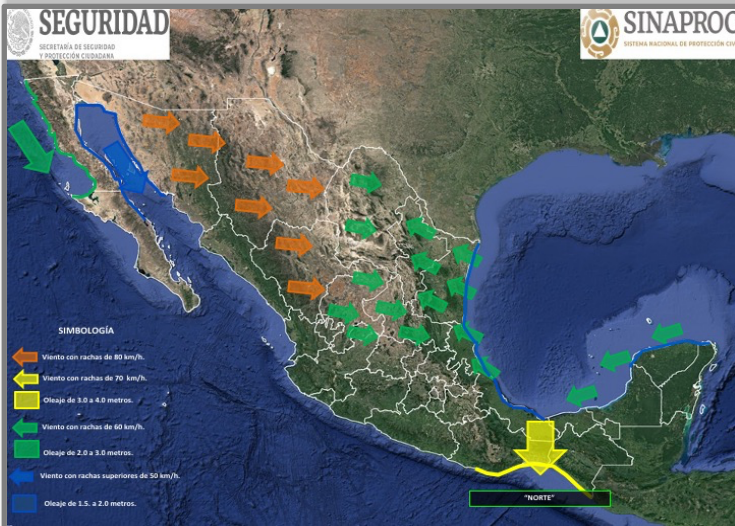 SEGURIDAD
SECRETARÍA DE SEGURIDAD
Y PROTECCIÓN CIUDADANA
SINAPROC
SISTEMA NACIONAL DE PROTECCIÓN CIV
SIMBOLOGÍA
Viento con rachas de 80 km/h.
Viento con rachas de 70 km/h.
Oleaje de 3.0 a 4.0 metros.
Viento con rachas de 60 km/h.
Oleaje de 2.0 a 3.0 metros.
Viento con rachas superiores de 50 km/h.
Oleaje de 1.5. a 2.0 metros.
"NORTE"